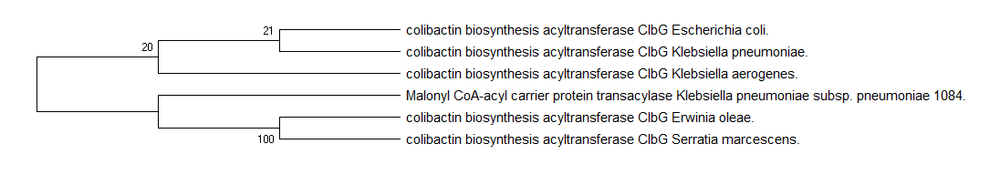 21 colibactin biosynthesis acyltransferase ClbG Escherichia coli.
20
colibactin biosynthesis acyltransferase ClbG Klebsiella pneumoniae.
colibactin biosynthesis acyltransferase ClbG Klebsiella aerogenes.
Malonyl CoA-acyl carrier protein transacylase Klebsiella pneumoniae subsp. pneumoniae 1084.
colibactin biosynthesis acyltransferase ClbG Erwinia oleae.
100 colibactin biosynthesis acyltransferase ClbG Serratia marcescens.